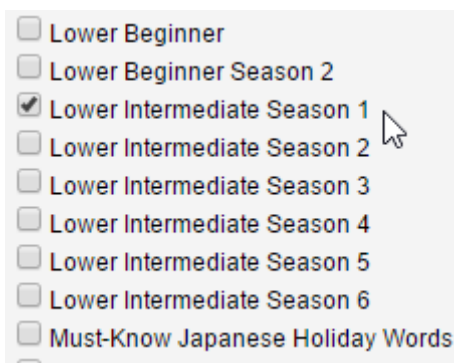 Lower Beginner
Lower Beginner Season 2
Lower Intermediate Season 1
Lower Intermediate Season 2
Lower Intermediate Season 3
Lower Intermediate Season 4
Lower Intermediate Season 5
Lower Intermediate Season 6
Must-Know Japanese Holiday Words